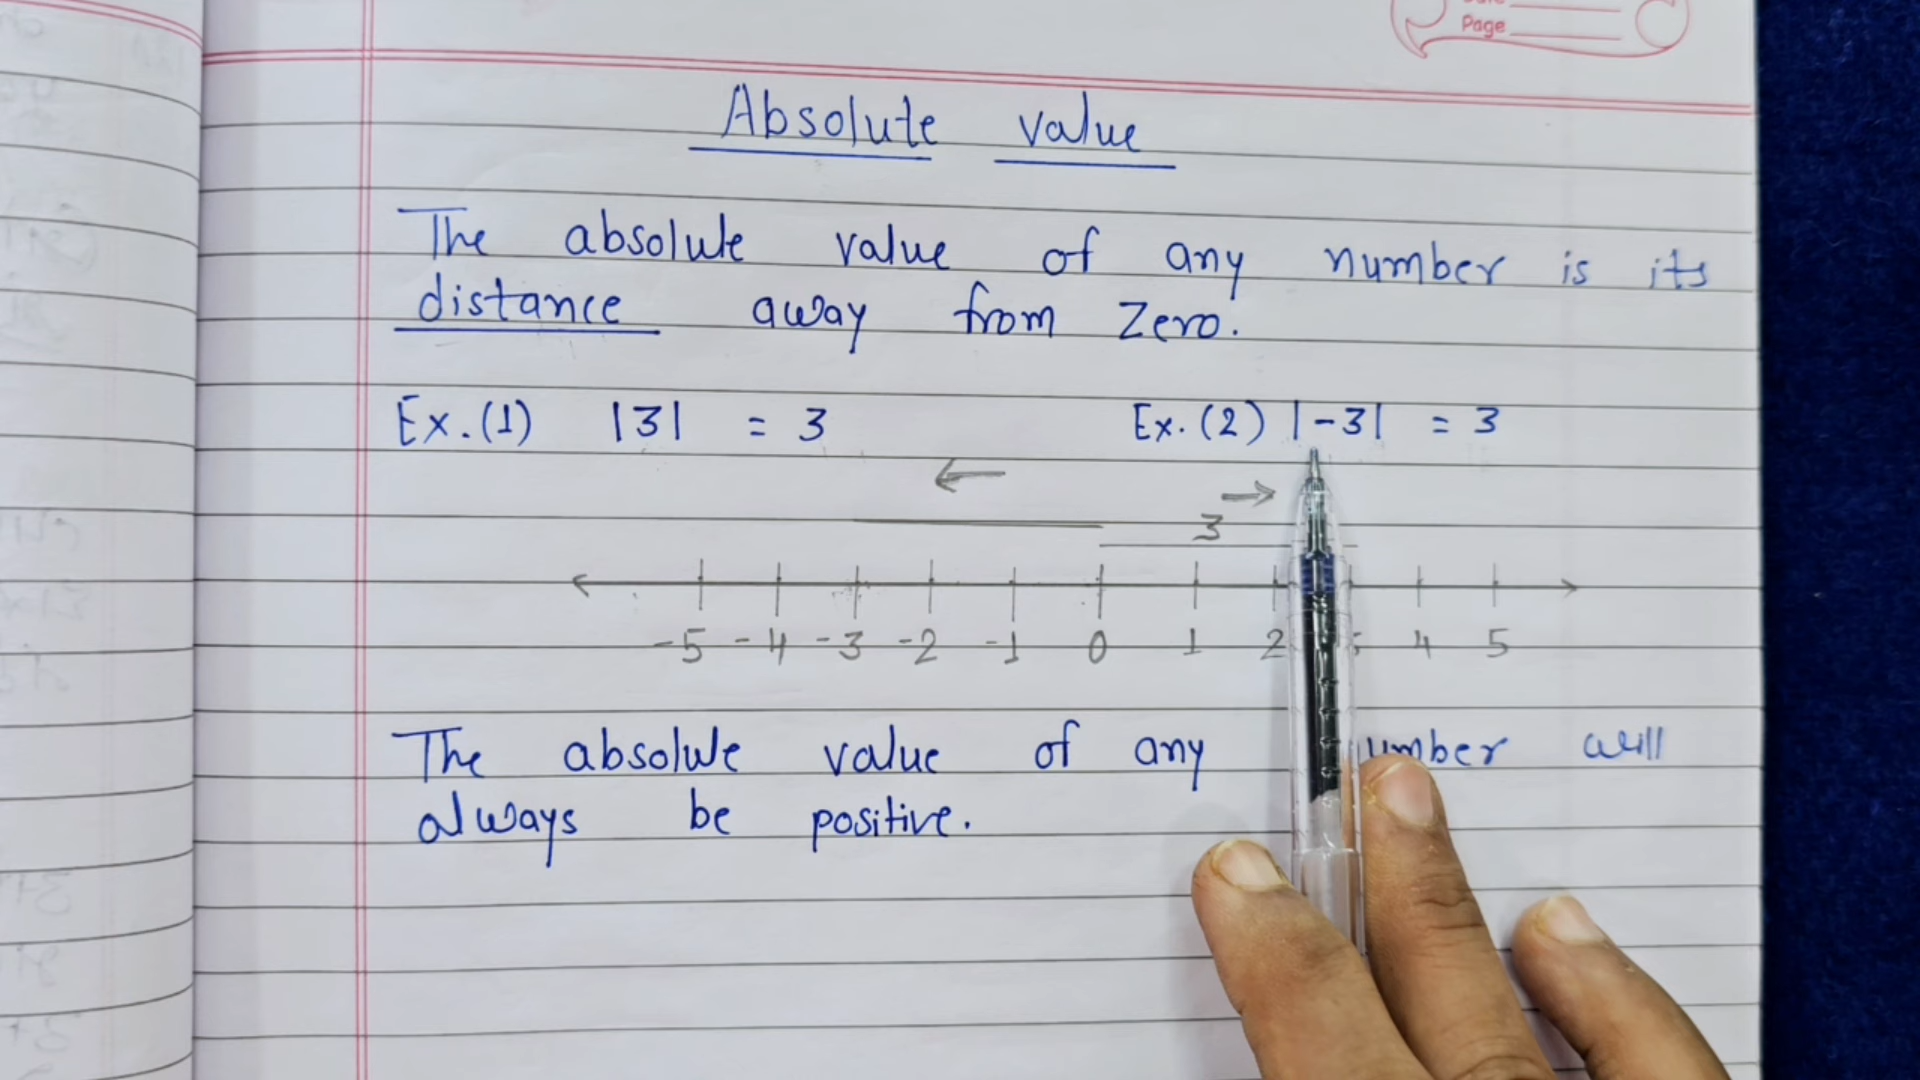 Page
Absolute value
The absolute value of any number is its
distance away from zero.
Ex.(1) |3| = 3
Ex.(2) |-3| = 3
3
-5 -4 -3 -2 -1 0 1 2 4 5
The absolute value of any number will
always be positive.